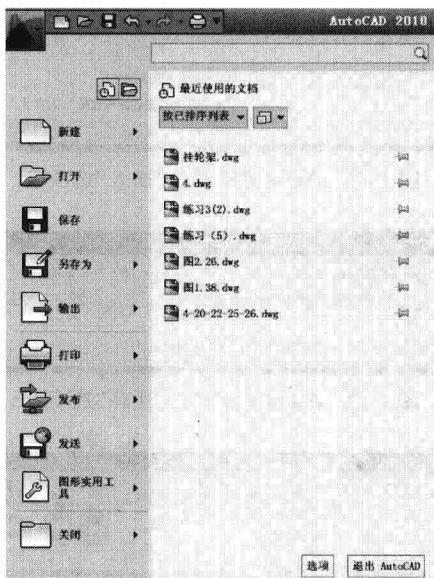 AutoCAD 2010
最近使用的文档
按已排序列表
新建
打开
保存
另存为
输出
打印
发布
发送
图形实用工
具
关闭
挂轮架.dwg
4.dwg
练习3(2).dwg
练习（5）.dwg
图2.26.dwg
图1.38.dwg
4-20-22-25-26.dwg
选项
退出 AutoCAD